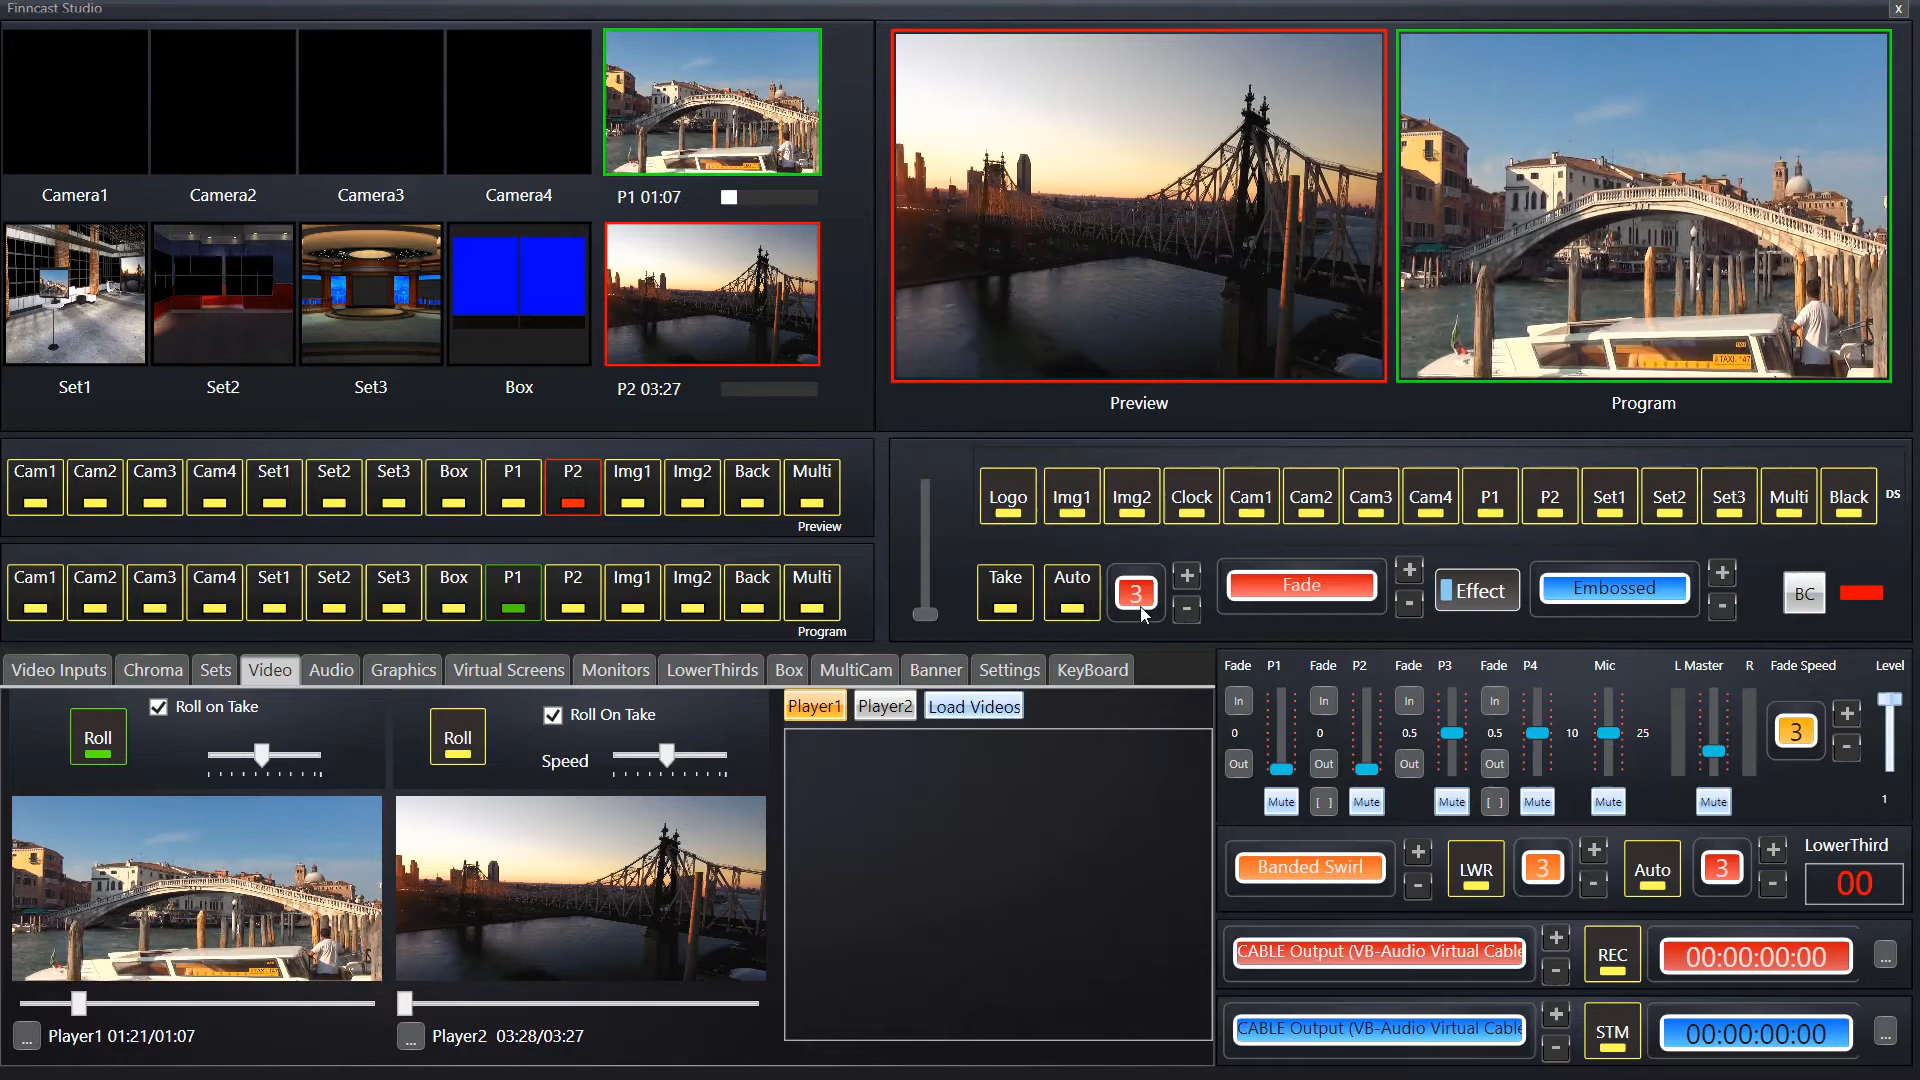 Finncast Studio
X
Camera1
Camera2
Camera3
Camera4
P1 01:07
Set1
Set2
Set3
Box
P2 03:27
Preview
Program
Cam1 Cam2 Cam3 Cam4 Set1 Set2 Set3 Box P1 P2 Img1 Img2 Back Multi
Preview
Cam1 Cam2 Cam3 Cam4 Set1 Set2 Set3 Box P1 P2 Img1 Img2 Back Multi
Program
Logo Img1 Img2 Clock Cam1 Cam2 Cam3 Cam4 P1 P2 Set1 Set2 Set3 Multi Black DS
Take Auto 3 + - Fade + - Effect Embossed + - BC
Video Inputs Chroma Sets Video Audio Graphics Virtual Screens Monitors LowerThirds Box MultiCam Banner Settings KeyBoard
Roll
Roll on Take
Roll
Roll On Take
Speed
Player1 Player2 Load Videos
... Player1 01:21/01:07
... Player2 03:28/03:27
Fade P1 Fade P2 Fade P3 Fade P4 Mic L Master R Fade Speed Level
In In In In
0 0 0.5 0.5 10 25 3 + -
Out Out Out Out
Mute [ ] Mute Mute [ ] Mute Mute Mute 1
Banded Swirl + - LWR 3 + - Auto 3 + - LowerThird
00
CABLE Output (VB-Audio Virtual Cable + - REC 00:00:00:00 ...
CABLE Output (VB-Audio Virtual Cable + - STM 00:00:00:00 ...